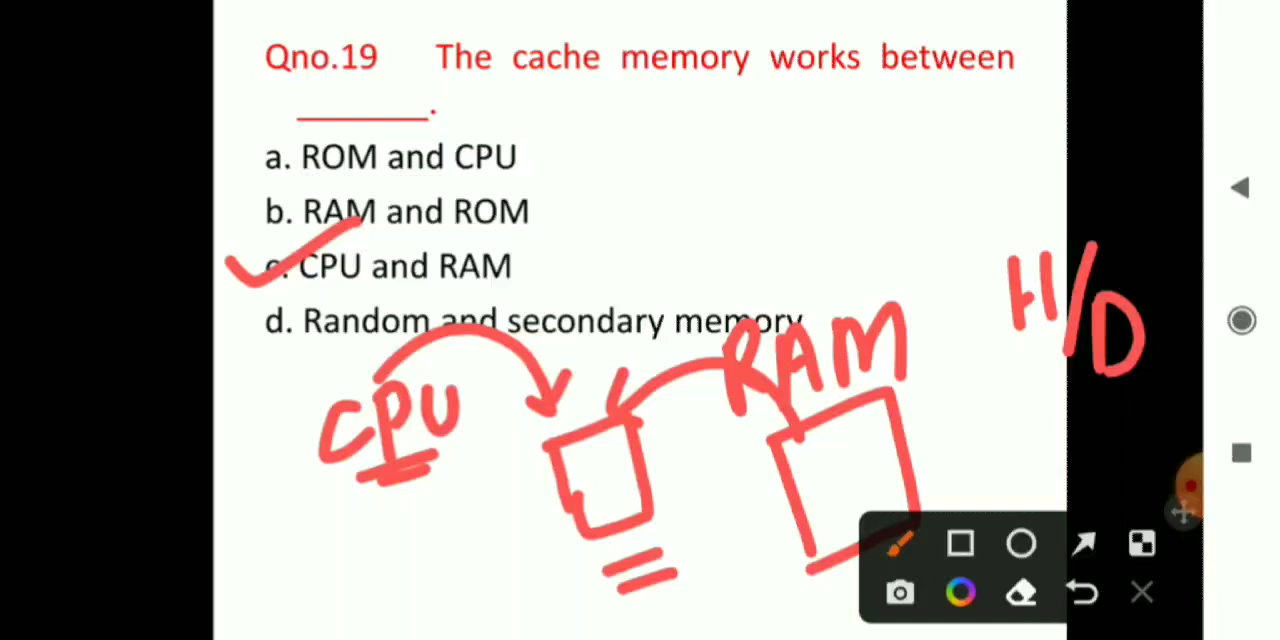 Qno.19 The cache memory works between
_______.
a. ROM and CPU
b. RAM and ROM
c. CPU and RAM
d. Random and secondary memory
H/D
RAM
CPU